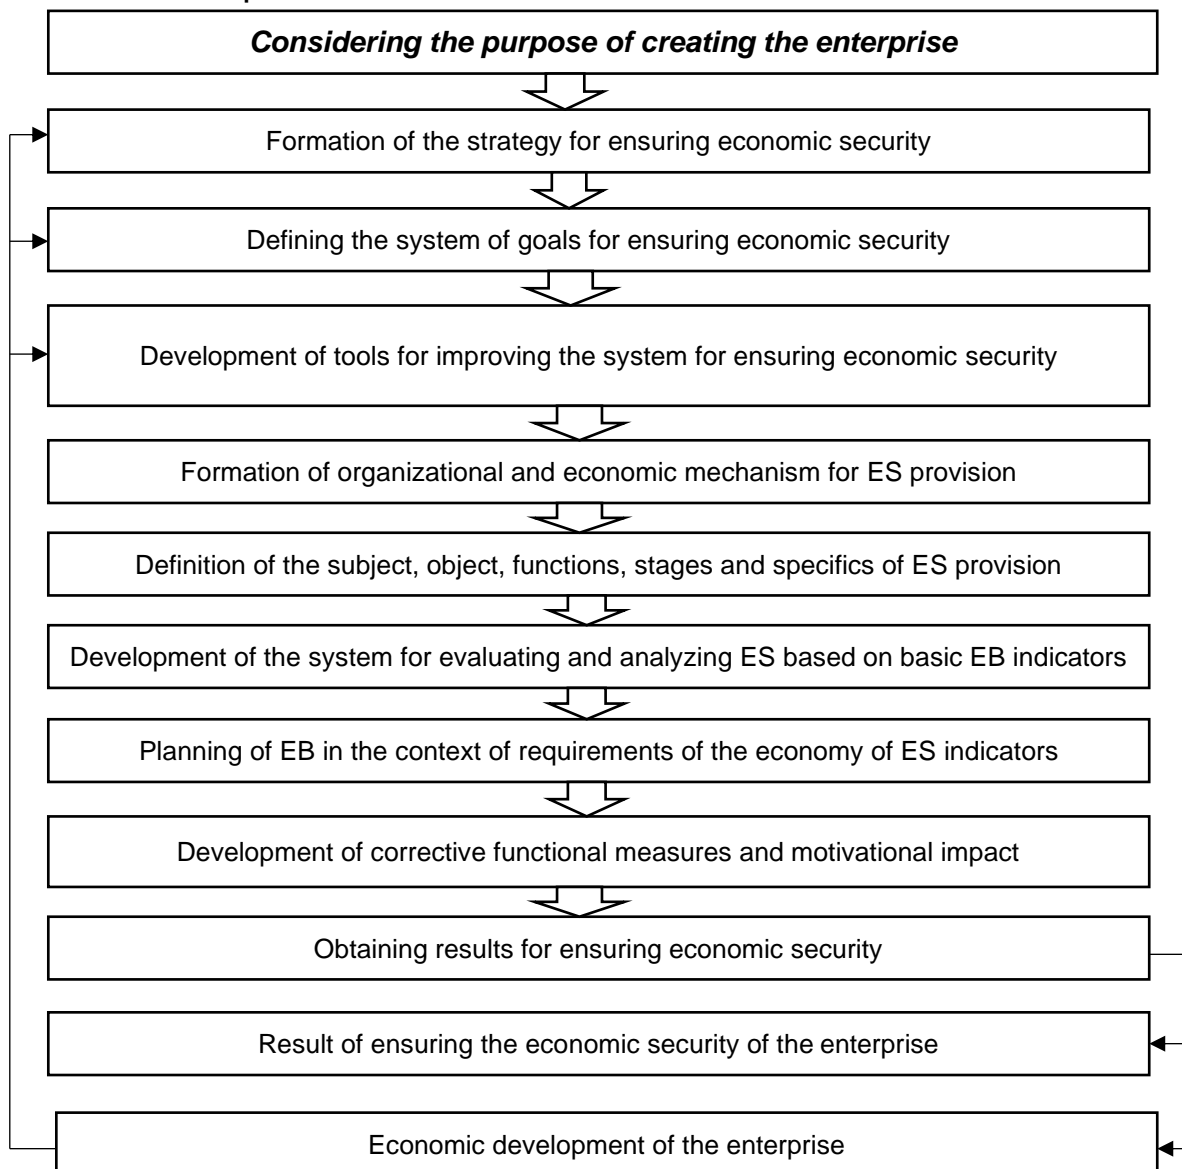 Considering the purpose of creating the enterprise
Formation of the strategy for ensuring economic security
Defining the system of goals for ensuring economic security
Development of tools for improving the system for ensuring economic security
Formation of organizational and economic mechanism for ES provision
Definition of the subject, object, functions, stages and specifics of ES provision
Development of the system for evaluating and analyzing ES based on basic EB indicators
Planning of EB in the context of requirements of the economy of ES indicators
Development of corrective functional measures and motivational impact
Obtaining results for ensuring economic security
Result of ensuring the economic security of the enterprise
Economic development of the enterprise